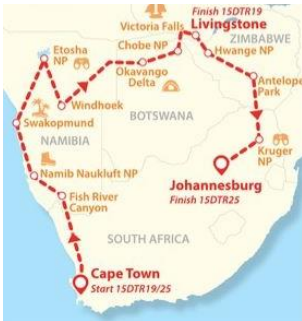 Finish 15DTR19
Victoria Falls
Livingstone
ZIMBABWE
Etosha
NP
Chobe NP
Hwange NP
Okavango
Delta
Antelope
Park
Windhoek
BOTSWANA
Swakopmund
NAMIBIA
Kruger
NP
Namib Naukluft NP
Johannesburg
Finish 15DTR25
Fish River
Canyon
SOUTH AFRICA
Cape Town
Start 15DTR19/25